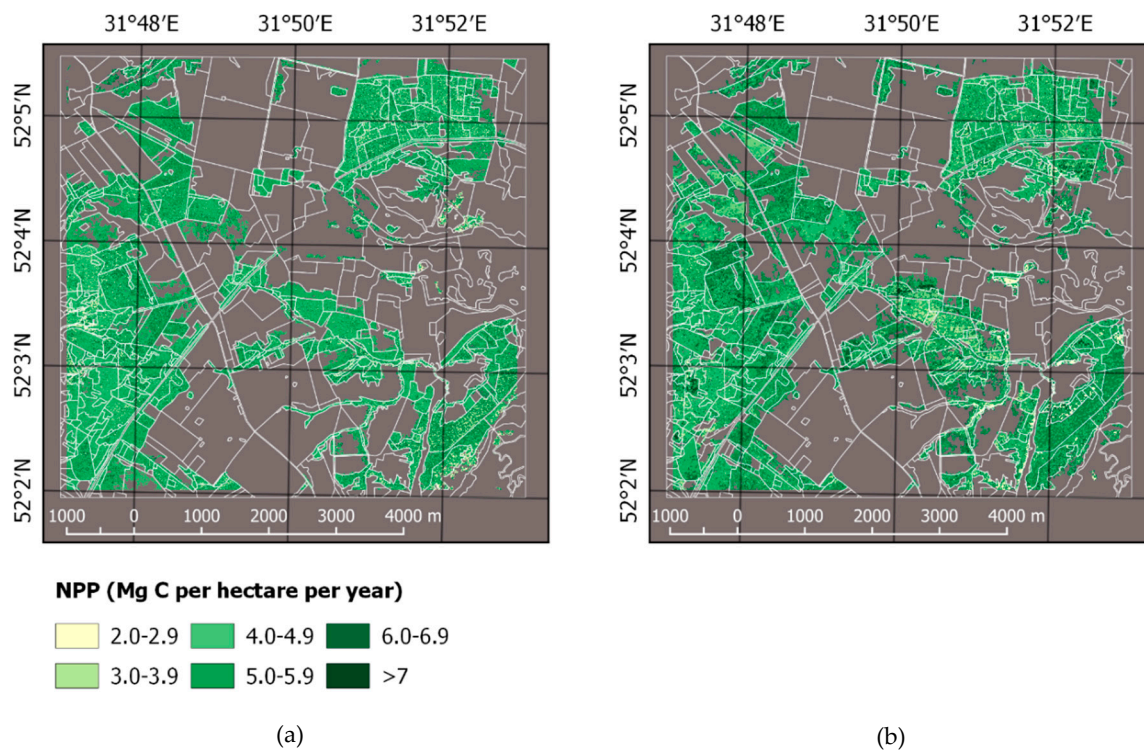 31°48′E 31°50′E 31°52′E 31°48′E 31°50′E 31°52′E
52°5′N 52°5′N
52°4′N 52°4′N
52°3′N 52°3′N
52°2′N 52°2′N
1000 0 1000 2000 3000 4000 m 1000 0 1000 2000 3000 4000 m
NPP (Mg C per hectare per year)
2.0-2.9 4.0-4.9 6.0-6.9
3.0-3.9 5.0-5.9 >7
(a) (b)